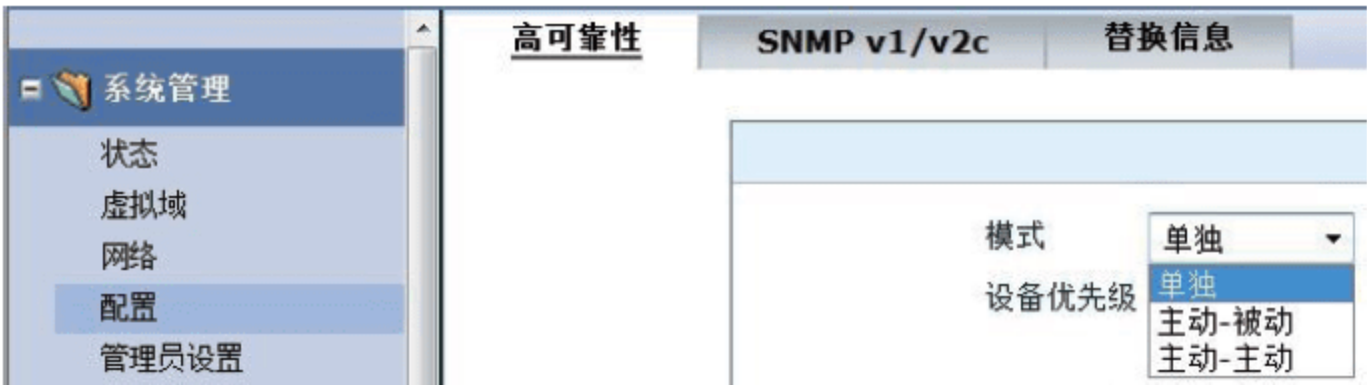 高可靠性 SNMP v1/v2c 替换信息
系统管理
状态
虚拟域
网络
配置
管理员设置
模式 单独
设备优先级
单独
主动-被动
主动-主动